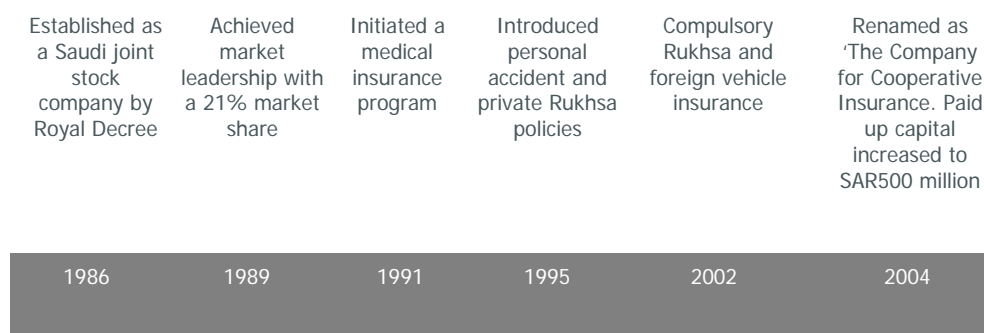 Established as
a Saudi joint
stock
company by
Royal Decree
Achieved
market
leadership with
a 21% market
share
Initiated a
medical
insurance
program
Introduced
personal
accident and
private Rukhsa
policies
Compulsory
Rukhsa and
foreign vehicle
insurance
Renamed as
‘The Company
for Cooperative
Insurance. Paid
up capital
increased to
SAR500 million
1986
1989
1991
1995
2002
2004